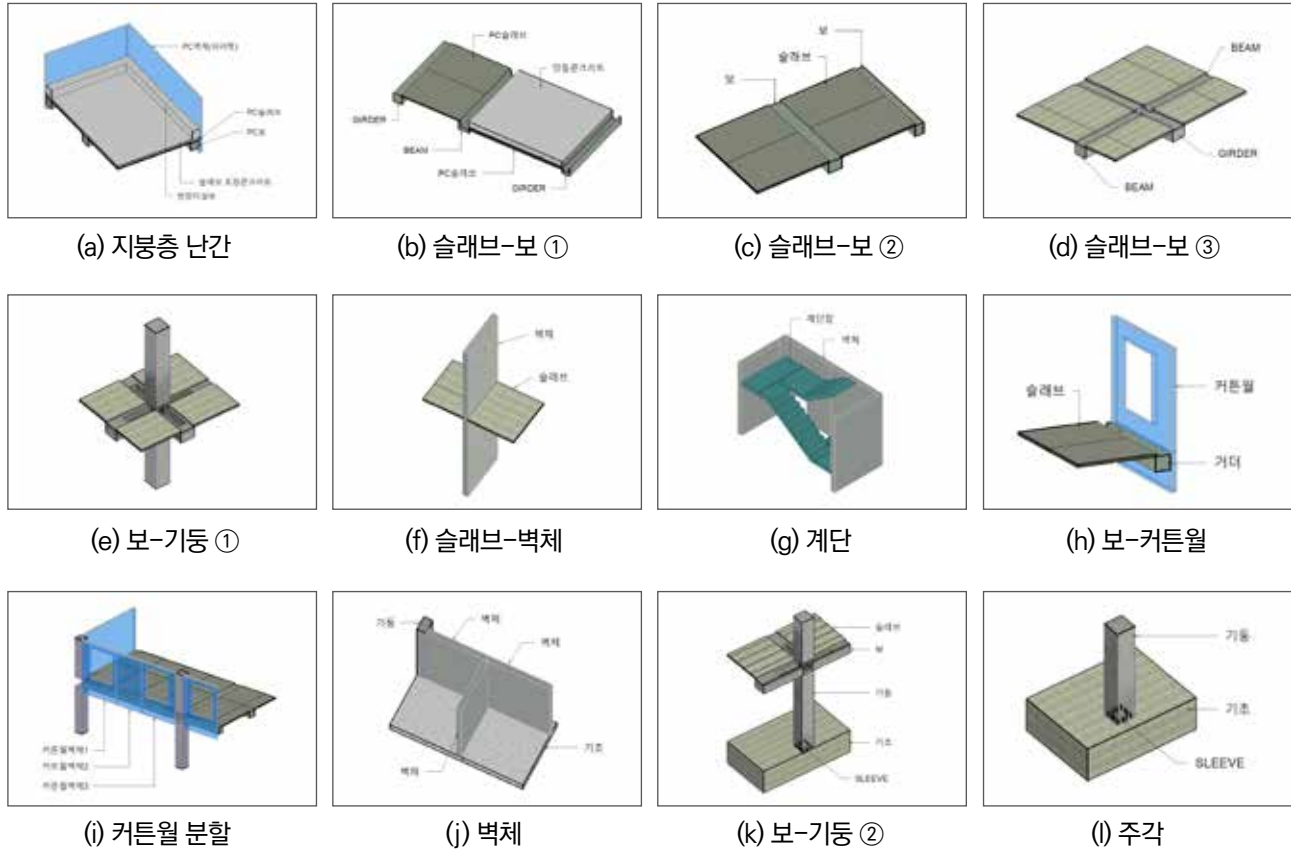 PC벽체(파라펫)
PC슬래브
PC보
슬래브 토핑콘크리트
(a) 지붕층 난간
PC슬래브
현장콘크리트
GIRDER
BEAM
PC슬래브
GIRDER
(b) 슬래브-보 ①
보
슬래브
보
(c) 슬래브-보 ②
BEAM
GIRDER
BEAM
(d) 슬래브-보 ③
(e) 보-기둥 ①
벽체
슬래브
(f) 슬래브-벽체
계단참
벽체
(g) 계단
슬래브
커튼월
거더
(h) 보-커튼월
커튼월벽체1
커튼월벽체2
커튼월벽체3
(i) 커튼월 분할
기둥
벽체
벽체
기초
벽체
(j) 벽체
슬래브
보
기둥
기초
SLEEVE
(k) 보-기둥 ②
기둥
기초
SLEEVE
(l) 주각